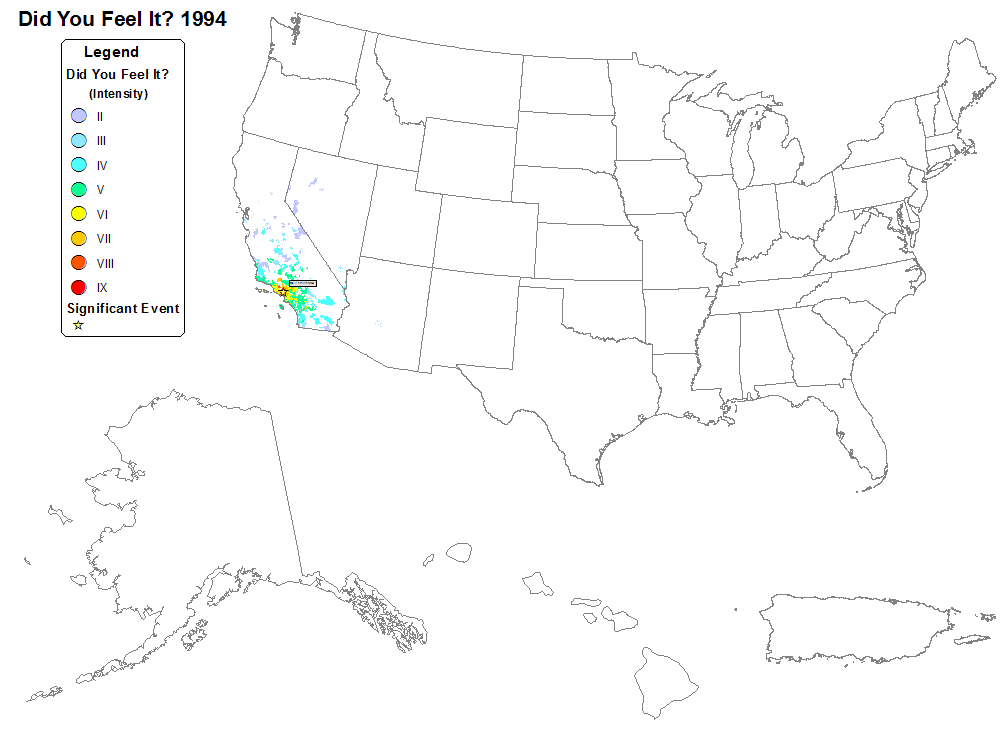 Did You Feel It? 1994
Legend
Did You Feel It?
(Intensity)
II
III
IV
V
VI
VII
VIII
IX
Significant Event